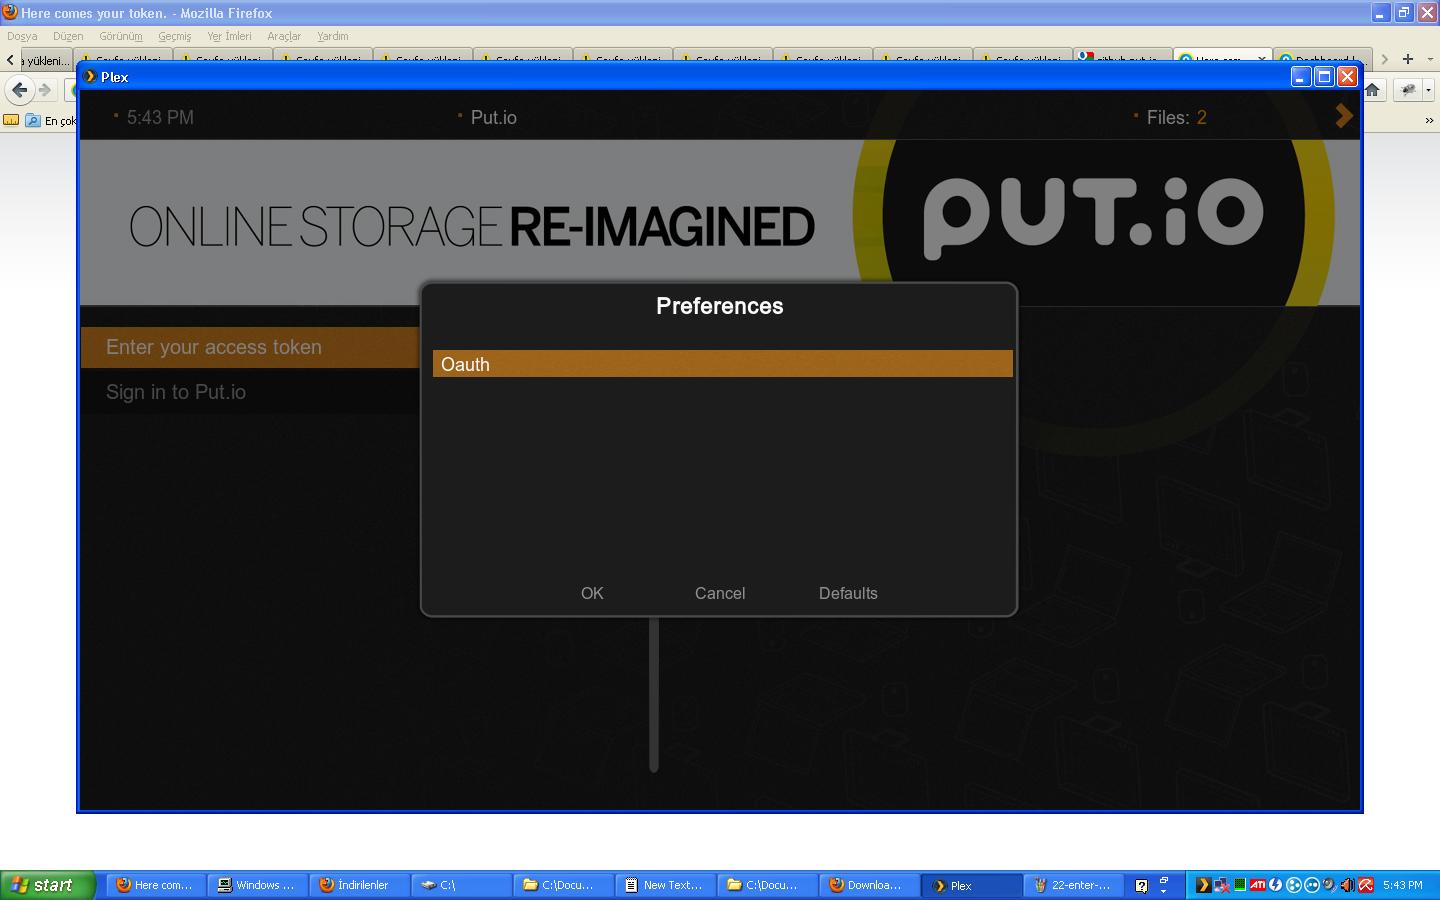 Here comes your token. - Mozilla Firefox
Dosya Düzen Görünüm Geçmiş Yer İmleri Araçlar Yardım
Plex
En çok
5:43 PM
Put.io
Files: 2
ONLINE STORAGE RE-IMAGINED
PUT.iO
Preferences
Enter your access token
Oauth
Sign in to Put.io
OK Cancel Defaults
start
Here com...
Windows ...
İndirilenler
C:\
C:\Docu...
New Text...
C:\Docu...
Downloa...
Plex
22-enter-...
ATI
5:43 PM